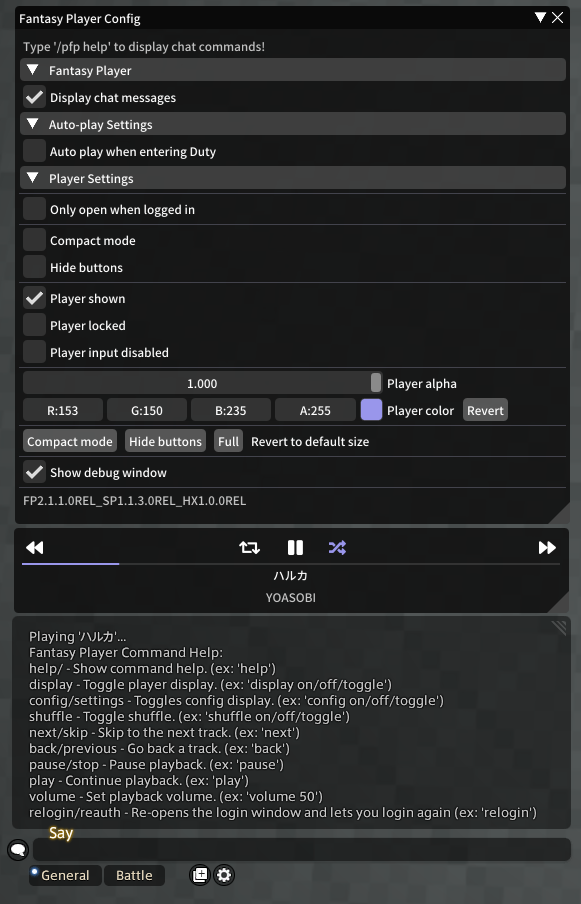 Fantasy Player Config
Type '/pfp help' to display chat commands!
Fantasy Player
Display chat messages
Auto-play Settings
Auto play when entering Duty
Player Settings
Only open when logged in
Compact mode
Hide buttons
Player shown
Player locked
Player input disabled
1.000 Player alpha
R:153 G:150 B:235 A:255 Player color Revert
Compact mode Hide buttons Full Revert to default size
Show debug window
FP2.1.1.0REL_SP1.1.3.0REL_HX1.0.0REL
ハルカ
YOASOBI
Playing 'ハルカ'...
Fantasy Player Command Help:
help/ - Show command help. (ex: 'help')
display - Toggle player display. (ex: 'display on/off/toggle')
config/settings - Toggles config display. (ex: 'config on/off/toggle')
shuffle - Toggle shuffle. (ex: 'shuffle on/off/toggle')
next/skip - Skip to the next track. (ex: 'next')
back/previous - Go back a track. (ex: 'back')
pause/stop - Pause playback. (ex: 'pause')
play - Continue playback. (ex: 'play')
volume - Set playback volume. (ex: 'volume 50')
relogin/reauth - Re-opens the login window and lets you login again (ex: 'relogin')
Say
General Battle